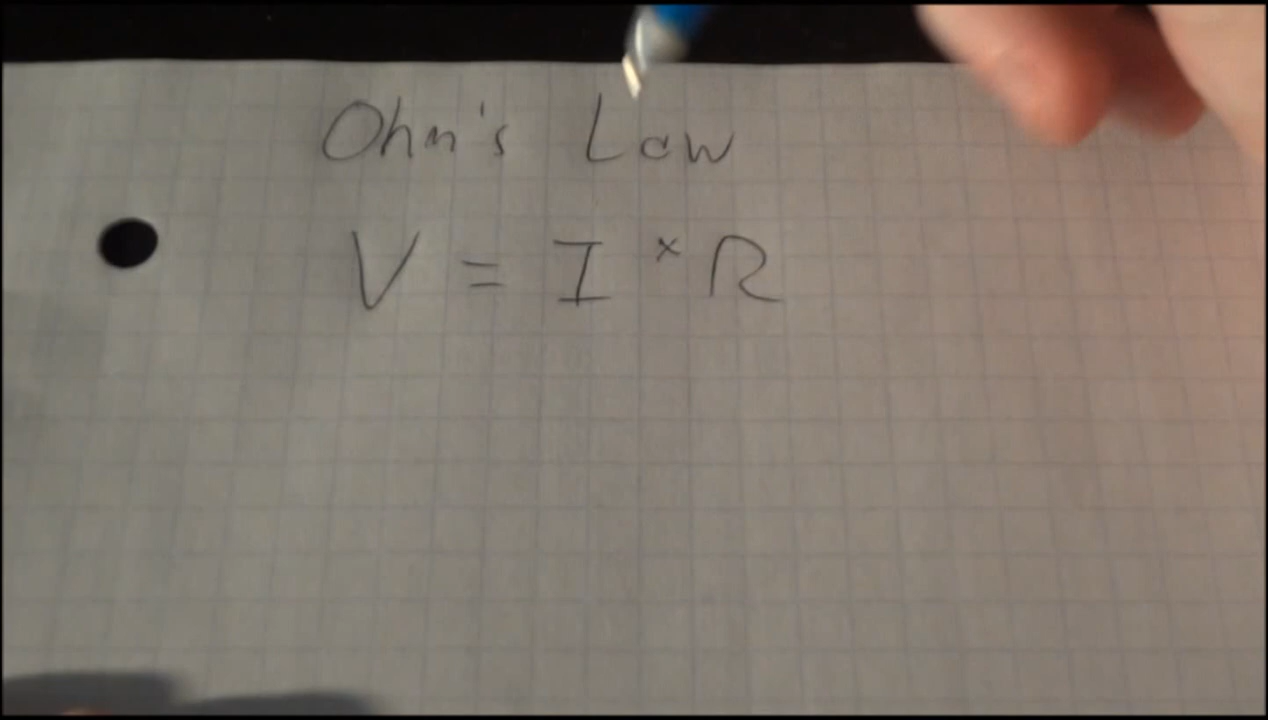 Ohm's Law
V = I × R